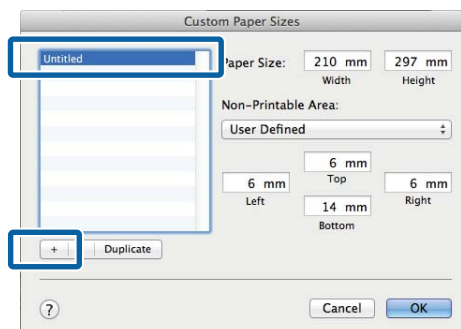 Custom Paper Sizes
Untitled
Paper Size: 210 mm 297 mm
Width Height
Non-Printable Area:
User Defined
6 mm
Top
6 mm 6 mm
Left Right
14 mm
Bottom
+ Duplicate
? Cancel OK